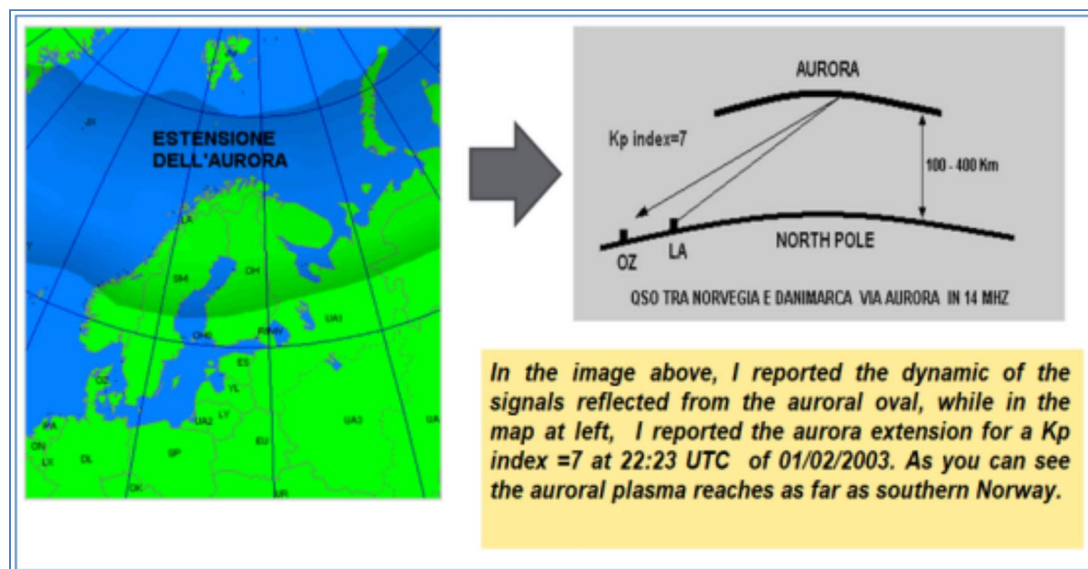 ESTENSIONE
DELL'AURORA
LA
SM
OH
OH0
UA1
ES
OZ
YL
UA2
LY
PA
ON
LX
DL
SP
EU
UA3
UA
OK
UR
AURORA
Kp index=7
100 - 400 Km
OZ
LA
NORTH POLE
QSO TRA NORVEGIA E DANIMARCA VIA AURORA IN 14 MHZ
In the image above, I reported the dynamic of the
signals reflected from the auroral oval, while in the
map at left, I reported the aurora extension for a Kp
index =7 at 22:23 UTC of 01/02/2003. As you can see
the auroral plasma reaches as far as southern Norway.